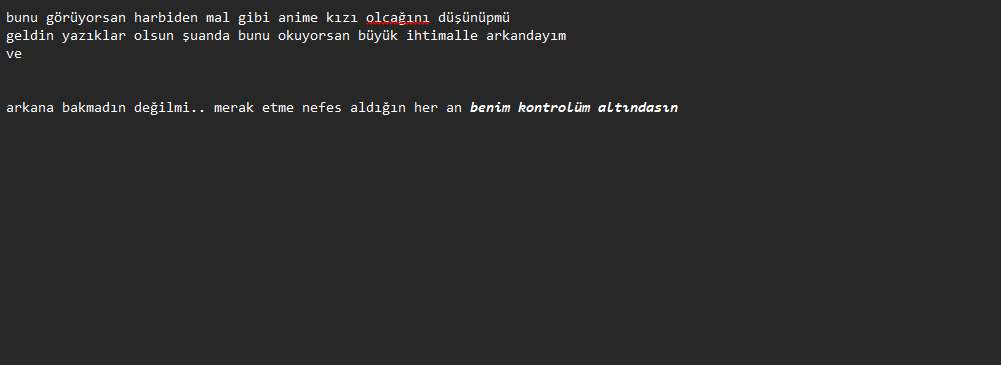 bunu görüyorsan harbiden mal gibi anime kızı olcağını düşünüpmü
geldin yazıklar olsun şuanda bunu okuyorsan büyük ihtimalle arkandayım
ve
arkana bakmadın değilmi.. merak etme nefes aldığın her an benim kontrolüm altındasın